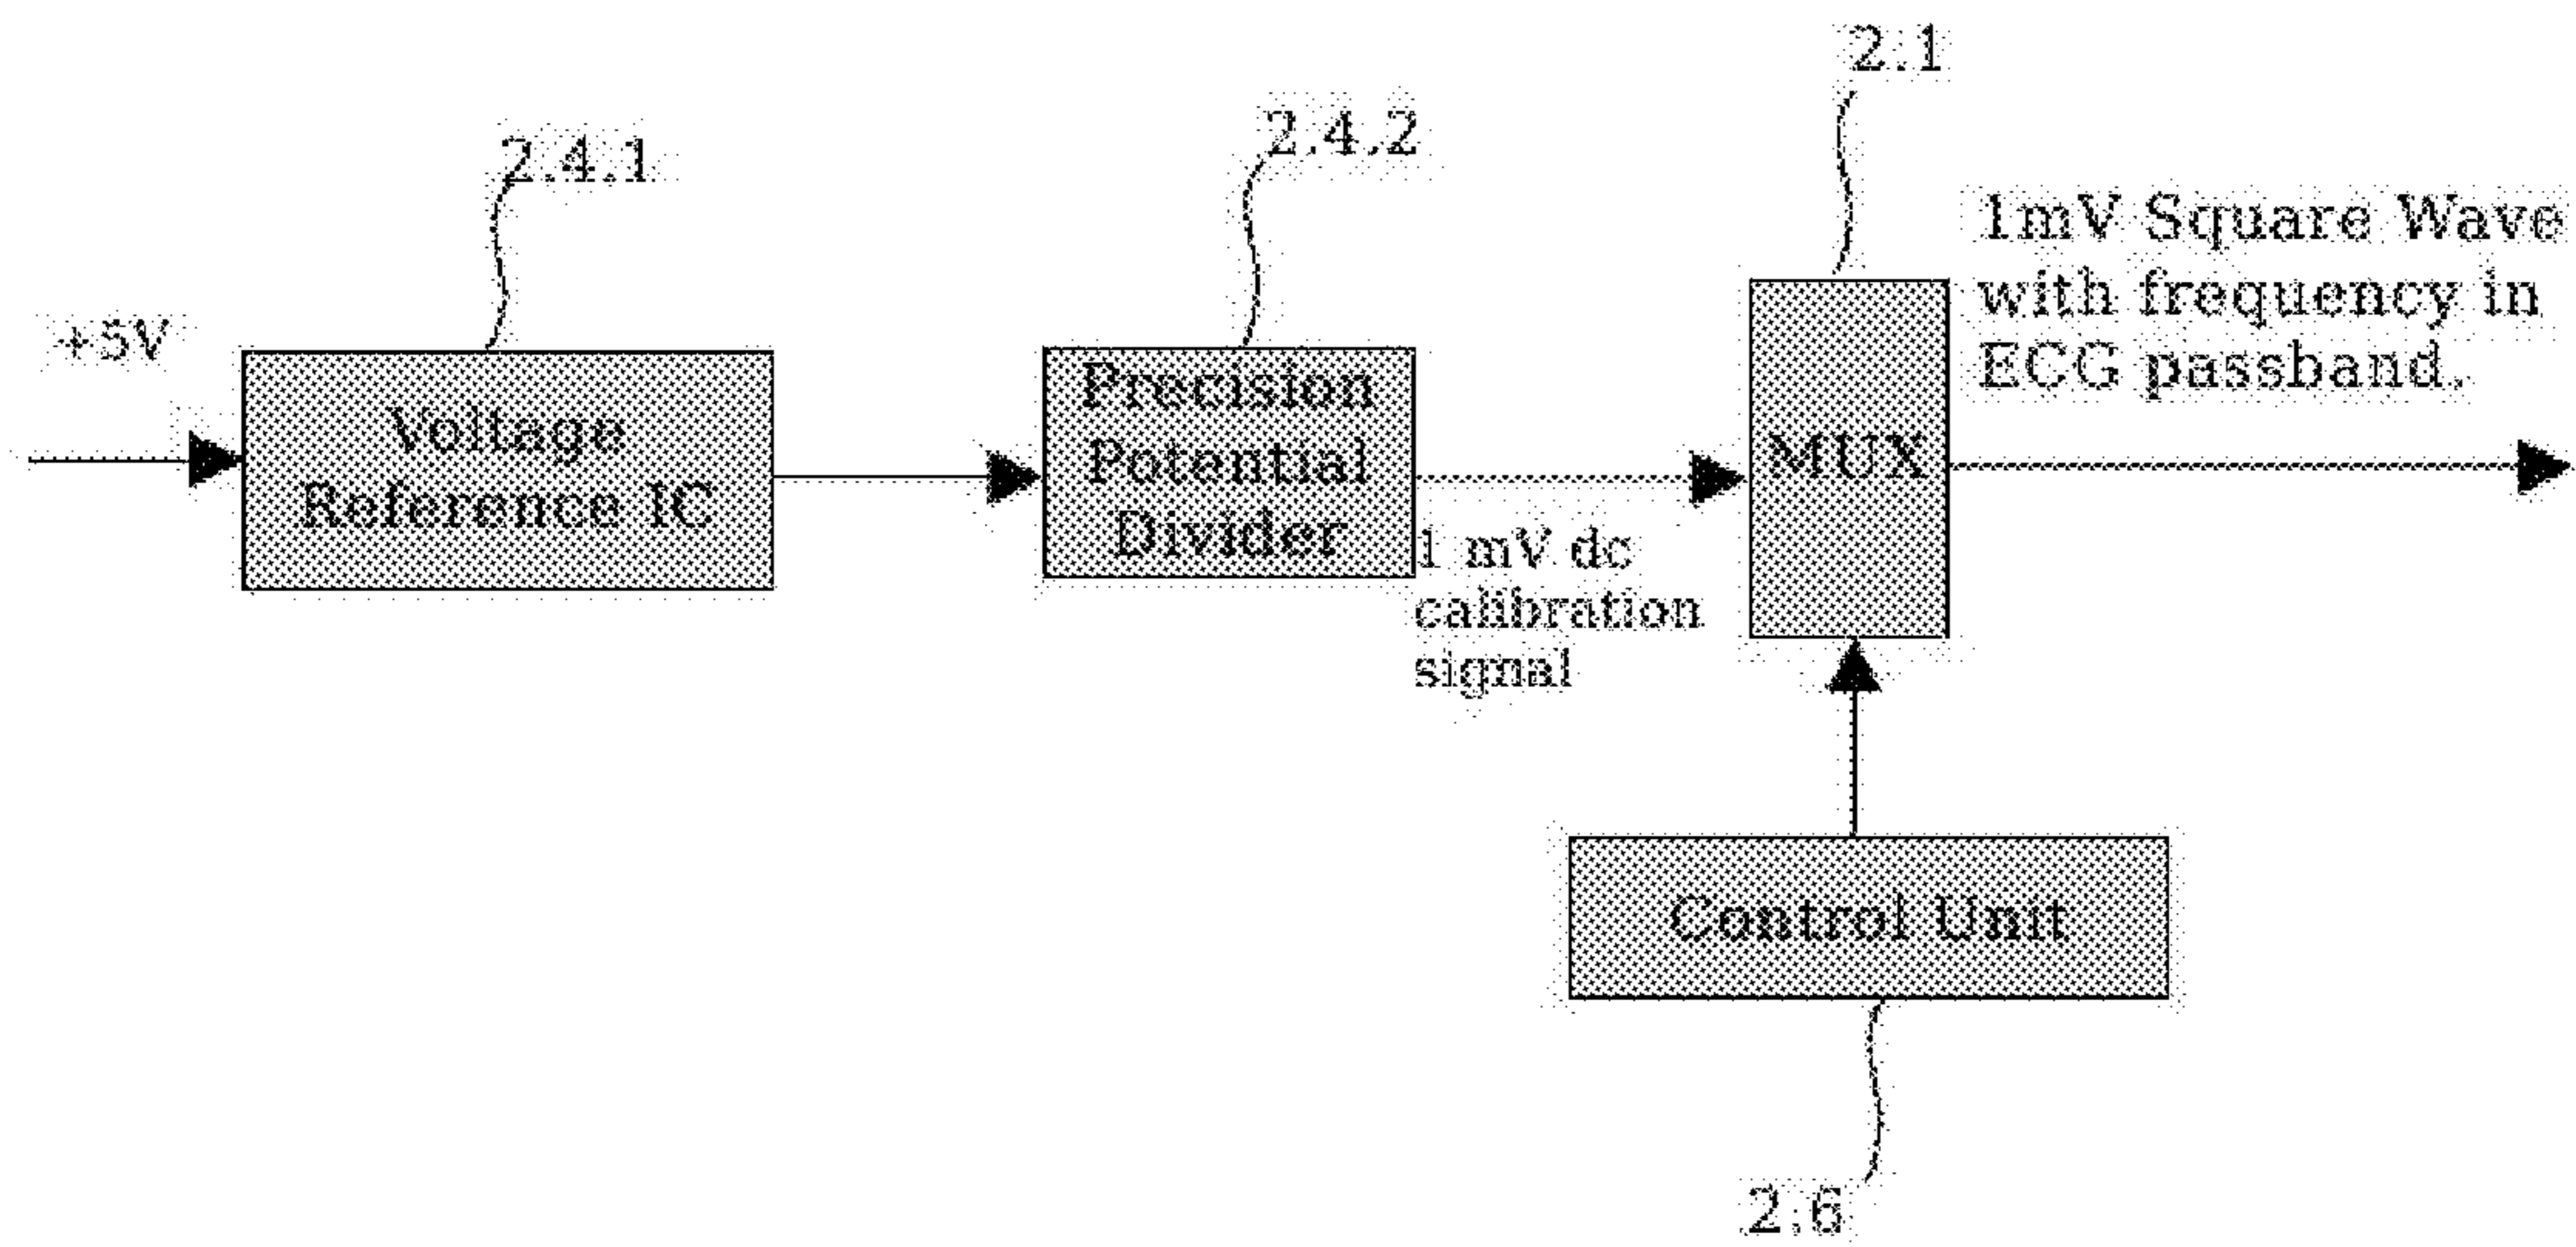 2.1
2.4.1
2.4.2
+5V
Voltage
Reference IC
Precision
Potential
Divider
1 mV dc
calibration
signal
MUX
1mV Square Wave
with frequency in
ECG passband.
Control Unit
2.6